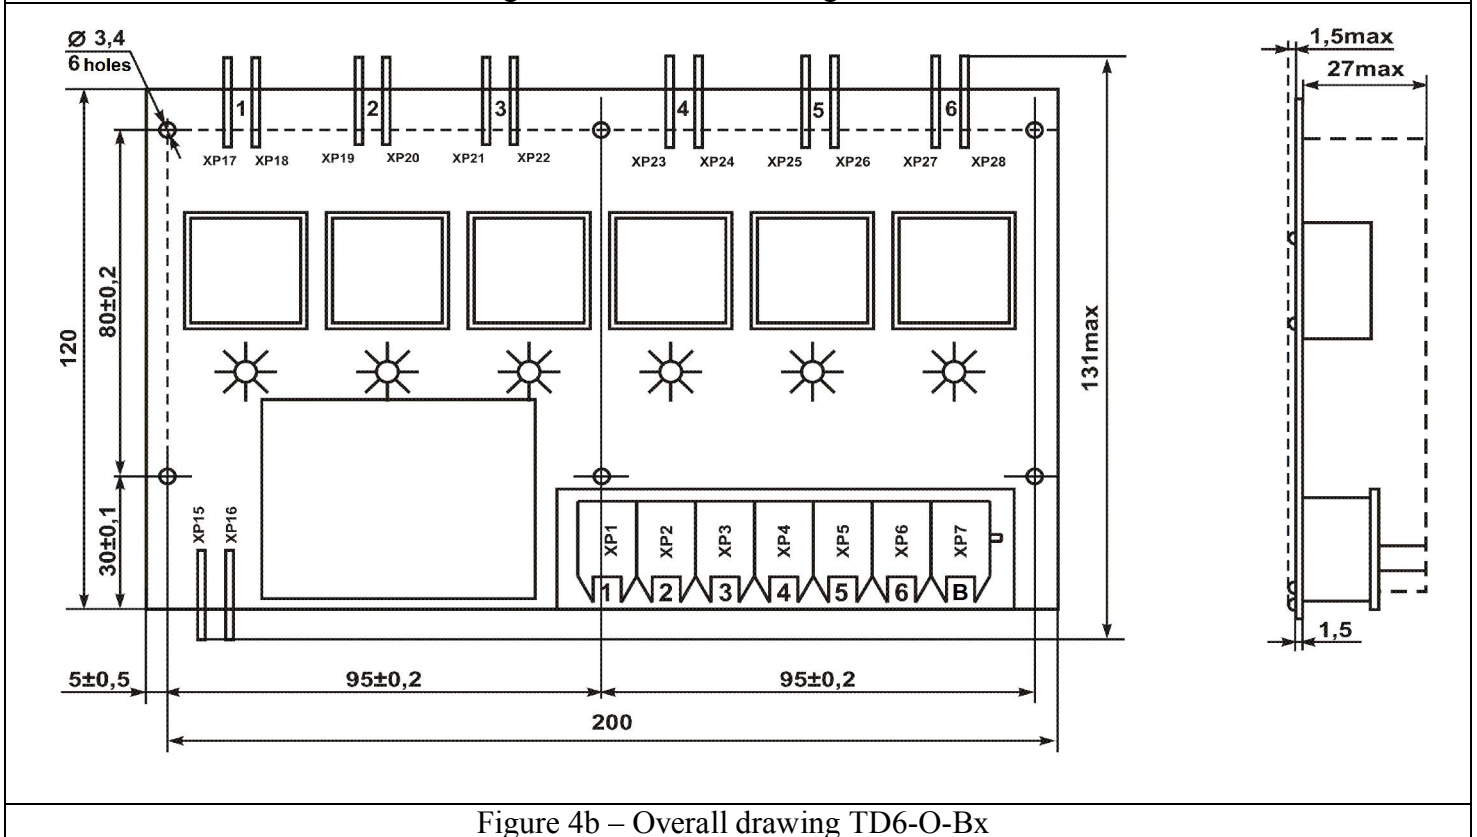 Ø 3,4
6 holes
1 2 3 4 5 6
XP17 XP18 XP19 XP20 XP21 XP22 XP23 XP24 XP25 XP26 XP27 XP28
1,5max
27max
120
80±0,2
30±0,1
131max
XP15 XP16
XP1 XP2 XP3 XP4 XP5 XP6 XP7
1 2 3 4 5 6 B
1,5
5±0,5 95±0,2 95±0,2
200
Figure 4b – Overall drawing TD6-O-Bx